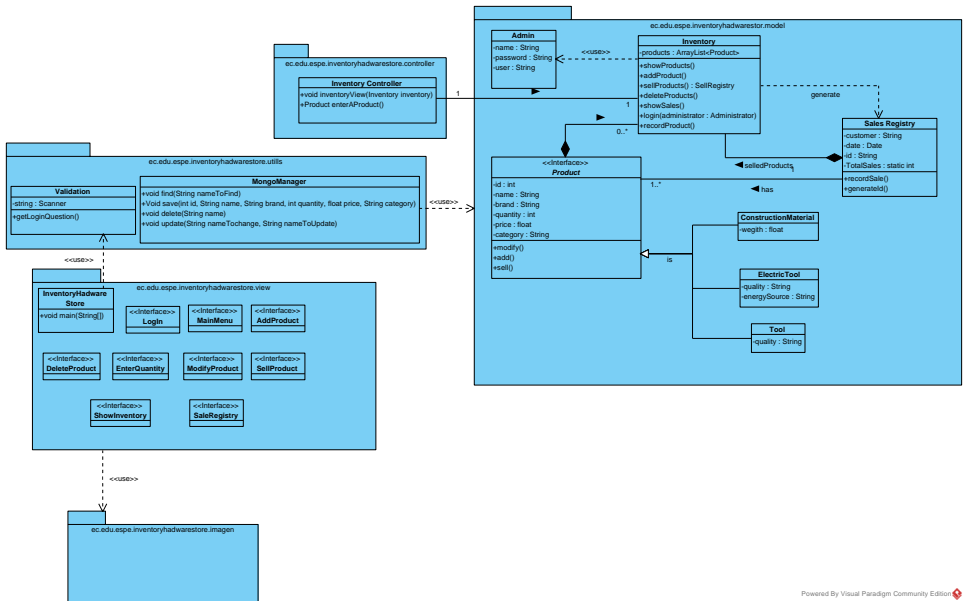 ec.edu.espe.inventoryhadwarestor.model
Admin
-name : String
-password : String
-user : String
<<use>>
Inventory
-products : ArrayList<Product>
+showProducts()
+addProduct()
+sellProducts() : SellRegistry
+deleteProducts()
+showSales()
+login(administrator : Administrator)
+recordProduct()
generate
ec.edu.espe.inventoryhadwarestore.controller
Inventory Controller
+void inventoryView(Inventory inventory)
+Product enterAProduct()
1
1
0..*
Sales Registry
-customer : String
-date : Date
-id : String
-TotalSales : static int
+recordSale()
+generateId()
selledProducts
1
1..*
has
<<Interface>>
Product
-id : int
-name : String
-brand : String
-quantity : int
-price : float
-category : String
+modify()
+add()
+sell()
is
ConstructionMaterial
-wegith : float
ElectricTool
-quality : String
-energySource : String
Tool
-quality : String
ec.edu.espe.inventoryhadwarestore.utills
Validation
-string : Scanner
+getLoginQuestion()
MongoManager
+void find(String nameToFind)
+Void save(int id, String name, String brand, int quantity, float price, String category)
+void delete(String name)
+void update(String nameTochange, String nameToUpdate)
<<use>>
<<use>>
ec.edu.espe.inventoryhadwarestore.view
InventoryHadware
Store
+void main(String[])
<<Interface>>
LogIn
<<Interface>>
MainMenu
<<Interface>>
AddProduct
<<Interface>>
DeleteProduct
<<Interface>>
EnterQuantity
<<Interface>>
ModifyProduct
<<Interface>>
SellProduct
<<Interface>>
ShowInventory
<<Interface>>
SaleRegistry
<<use>>
ec.edu.espe.inventoryhadwarestore.imagen
Powered By Visual Paradigm Community Edition